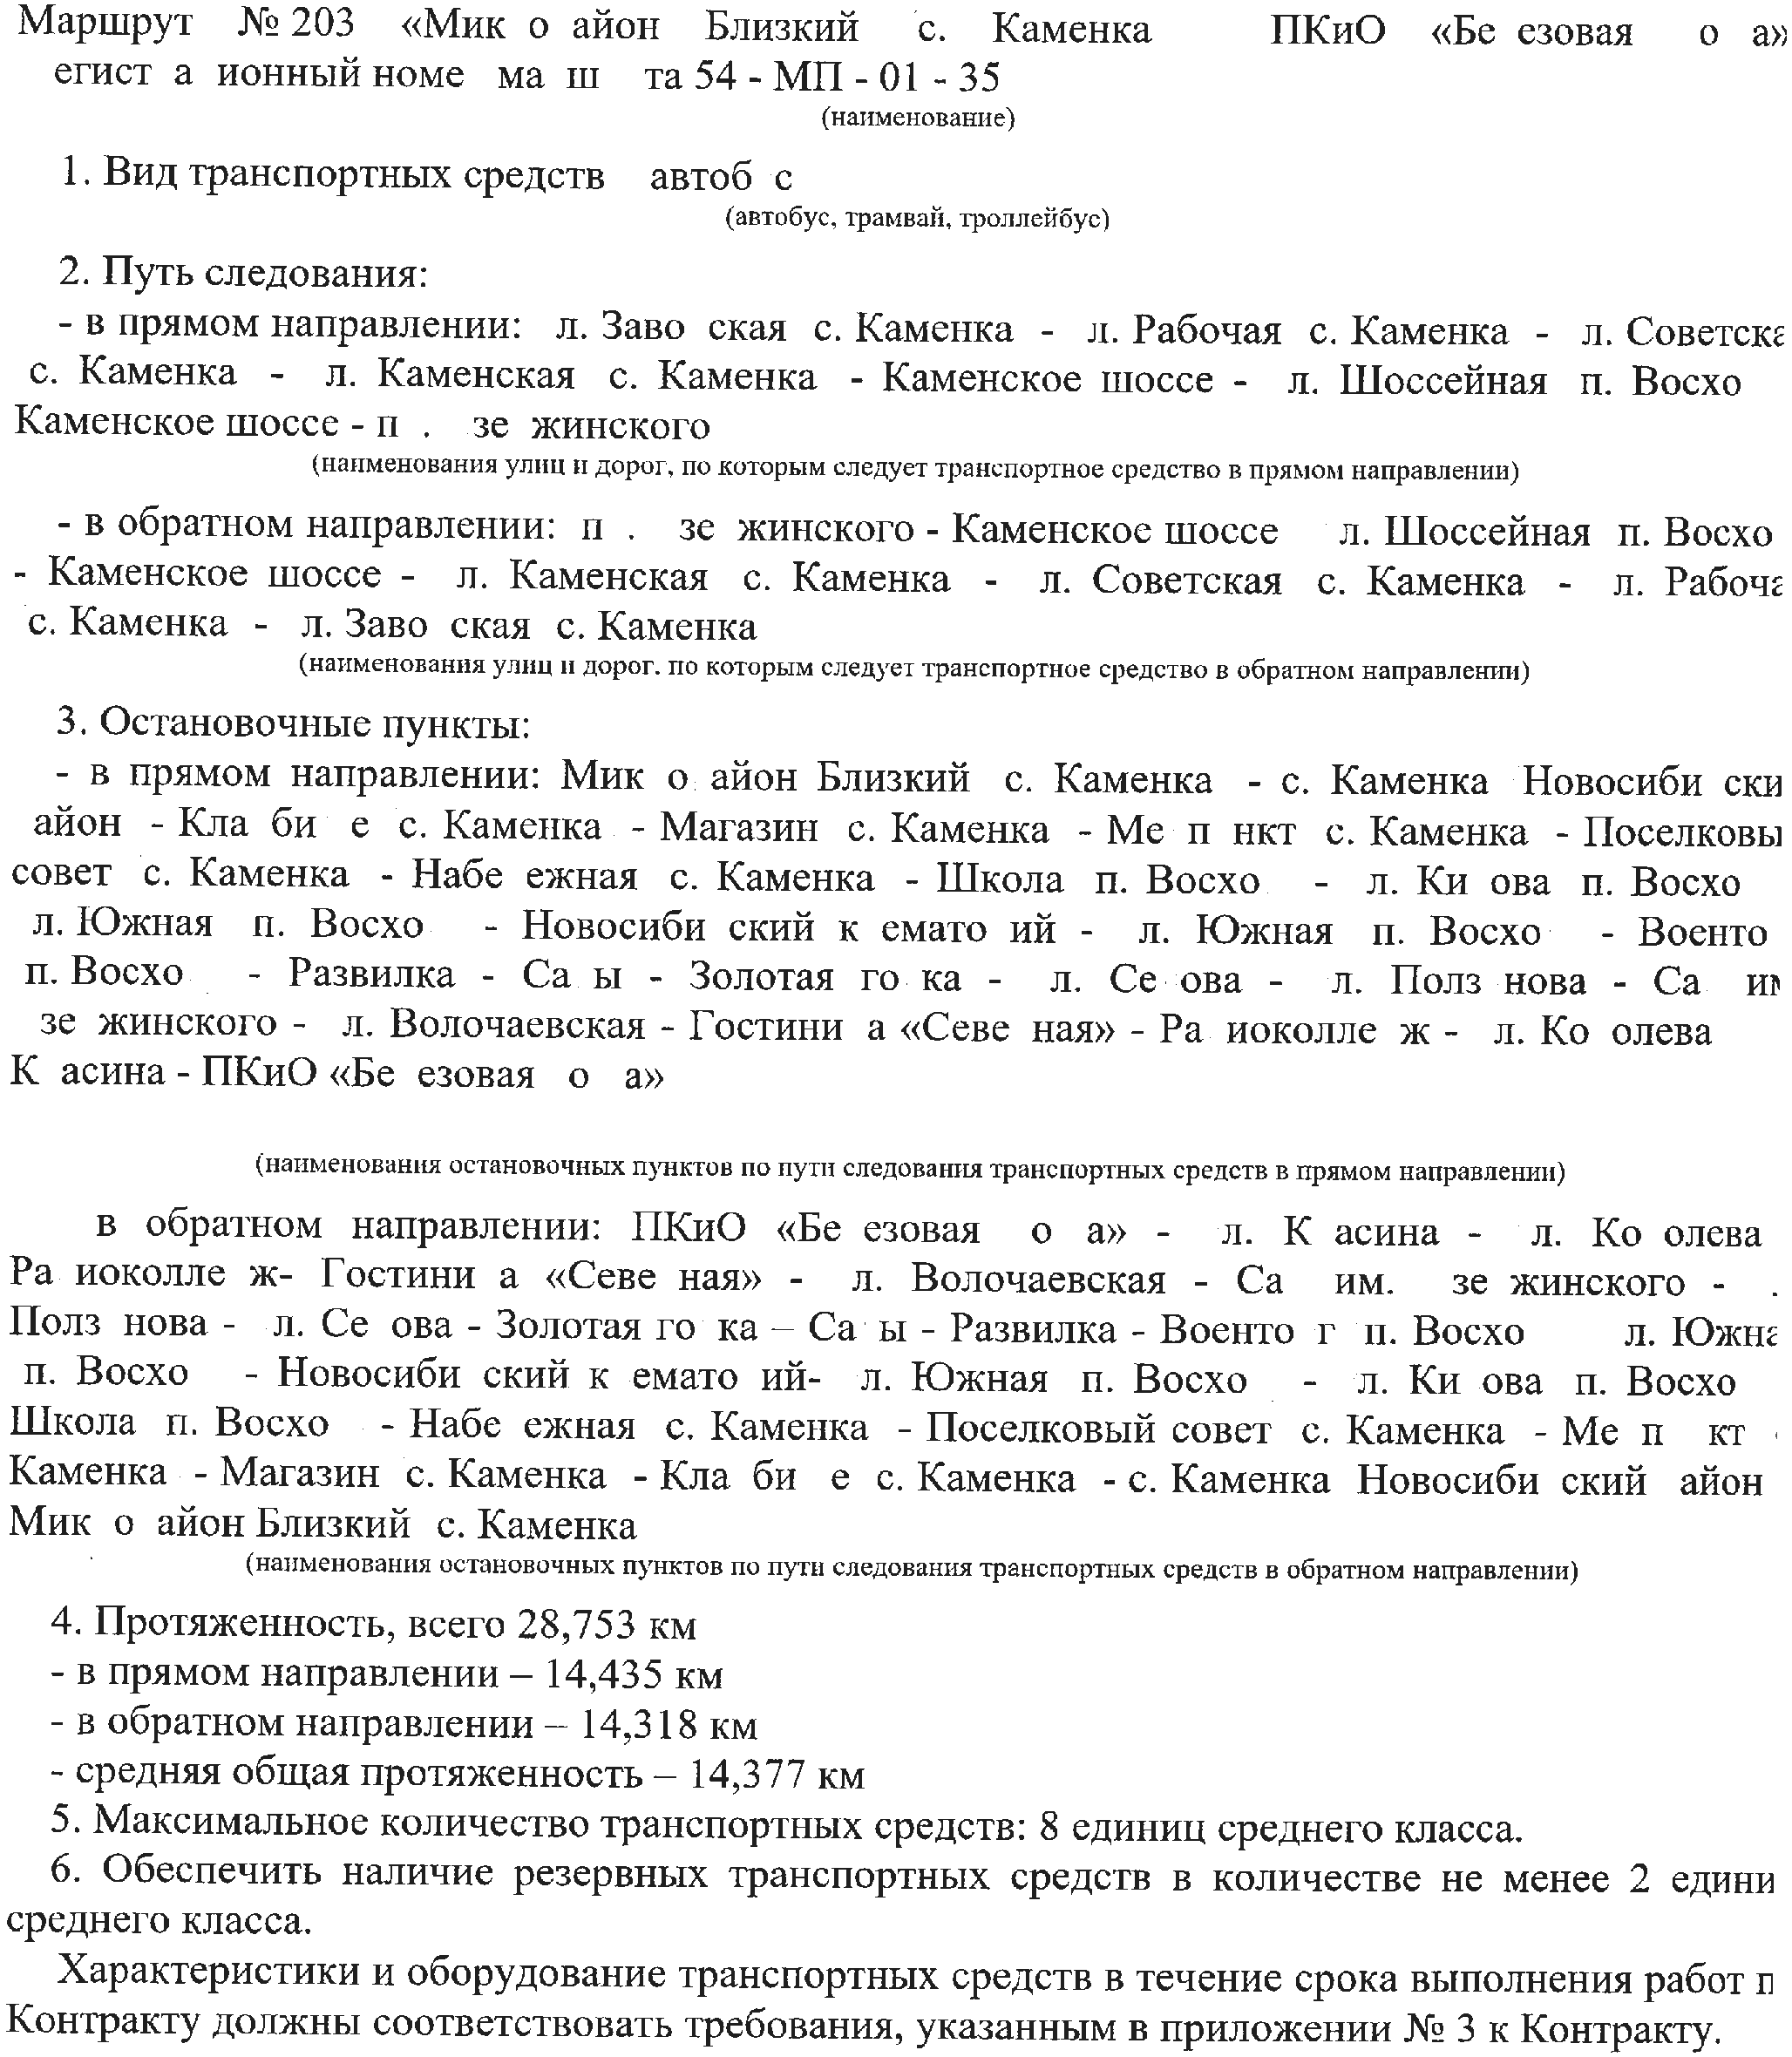 Маршрут № 203 «Мик о айон Близкий с. Каменка ПКиО «Бе езовая о а»
егист а ионный номе ма ш та 54 - МП - 01 - 35
(наименование)
1. Вид транспортных средств автоб с
(автобус, трамвай, троллейбус)
2. Путь следования:
- в прямом направлении: л. Заво ская с. Каменка - л. Рабочая с. Каменка - л. Советска
с. Каменка - л. Каменская с. Каменка - Каменское шоссе - л. Шоссейная п. Восхо
Каменское шоссе - п . зе жинского
(наименования улиц и дорог, по которым следует транспортное средство в прямом направлении)
- в обратном направлении: п . зе жинского - Каменское шоссе л. Шоссейная п. Восхо
- Каменское шоссе - л. Каменская с. Каменка - л. Советская с. Каменка - л. Рабоча
с. Каменка - л. Заво ская с. Каменка
(наименования улиц и дорог. по которым следует транспортное средство в обратном направлении)
3. Остановочные пункты:
- в прямом направлении: Мик о айон Близкий с. Каменка - с. Каменка Новосиби ски
айон - Кла би е с. Каменка - Магазин с. Каменка - Ме п нкт с. Каменка - Поселковы
совет с. Каменка - Набе ежная с. Каменка - Школа п. Восхо - л. Ки ова п. Восхо
л. Южная п. Восхо - Новосиби ский к емато ий - л. Южная п. Восхо - Военто
п. Восхо - Развилка - Са ы - Золотая го ка - л. Се ова - л. Полз нова - Са им
зе жинского - л. Волочаевская - Гостини а «Севе ная» - Ра иоколле ж - л. Ко олева
К асина - ПКиО «Бе езовая о а»
(наименования остановочных пунктов по пути следования транспортных средств в прямом направлении)
в обратном направлении: ПКиО «Бе езовая о а» - л. К асина - л. Ко олева
Ра иоколле ж- Гостини а «Севе ная» - л. Волочаевская - Са им. зе жинского -
Полз нова - л. Се ова - Золотая го ка – Са ы - Развилка - Военто г п. Восхо л. Южна
п. Восхо - Новосиби ский к емато ий- л. Южная п. Восхо - л. Ки ова п. Восхо
Школа п. Восхо - Набе ежная с. Каменка - Поселковый совет с. Каменка - Ме п кт
Каменка - Магазин с. Каменка - Кла би е с. Каменка - с. Каменка Новосиби ский айон
Мик о айон Близкий с. Каменка
(наименования остановочных пунктов по пути следования транспортных средств в обратном направлении)
4. Протяженность, всего 28,753 км
- в прямом направлении – 14,435 км
- в обратном направлении – 14,318 км
- средняя общая протяженность – 14,377 км
5. Максимальное количество транспортных средств: 8 единиц среднего класса.
6. Обеспечить наличие резервных транспортных средств в количестве не менее 2 едини
среднего класса.
Характеристики и оборудование транспортных средств в течение срока выполнения работ п
Контракту должны соответствовать требования, указанным в приложении № 3 к Контракту.